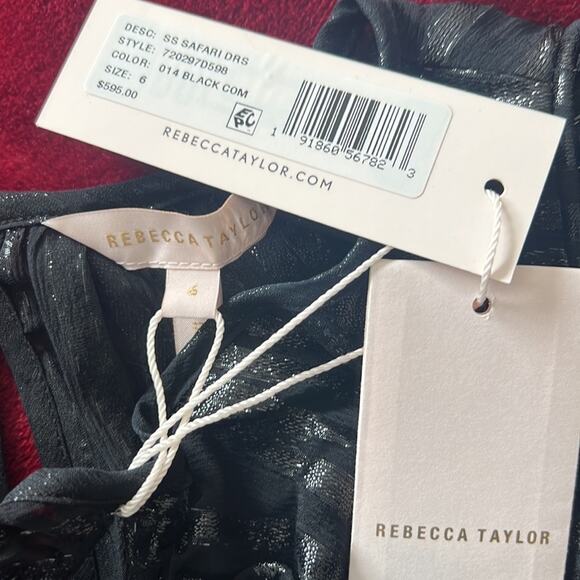 DESC: SS SAFARI DRS
STYLE: 720297D598
COLOR: 014 BLACK COM
SIZE: 6
$595.00
EPC
1 91860 56782 3
REBECCATAYLOR.COM
REBECCA TAYLOR
6
REBECCA TAYLOR